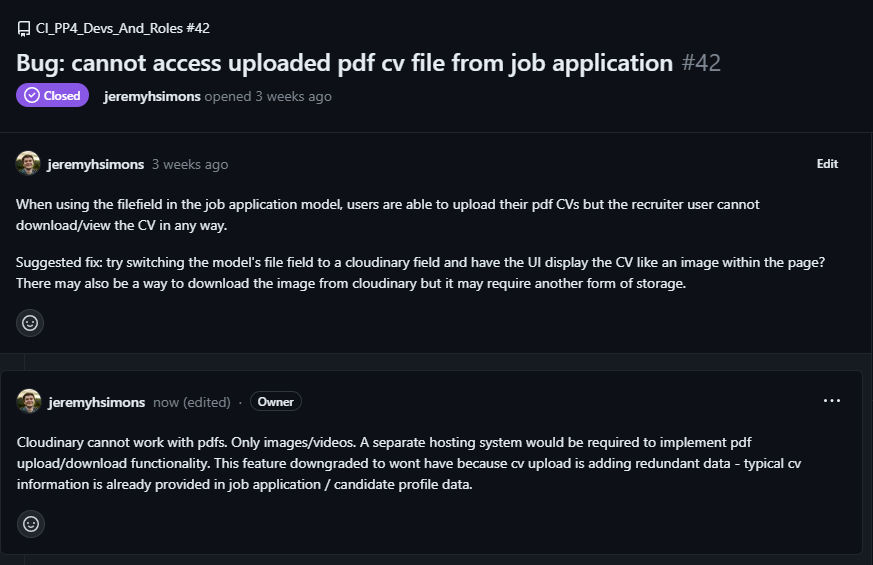 CI_PP4_Devs_And_Roles #42
Bug: cannot access uploaded pdf cv file from job application #42
Closed jeremyhsimons opened 3 weeks ago
jeremyhsimons 3 weeks ago Edit
When using the filefield in the job application model, users are able to upload their pdf CVs but the recruiter user cannot
download/view the CV in any way.
Suggested fix: try switching the model's file field to a cloudinary field and have the UI display the CV like an image within the page?
There may also be a way to download the image from cloudinary but it may require another form of storage.
jeremyhsimons now (edited) · Owner
Cloudinary cannot work with pdfs. Only images/videos. A separate hosting system would be required to implement pdf
upload/download functionality. This feature downgraded to wont have because cv upload is adding redundant data - typical cv
information is already provided in job application / candidate profile data.